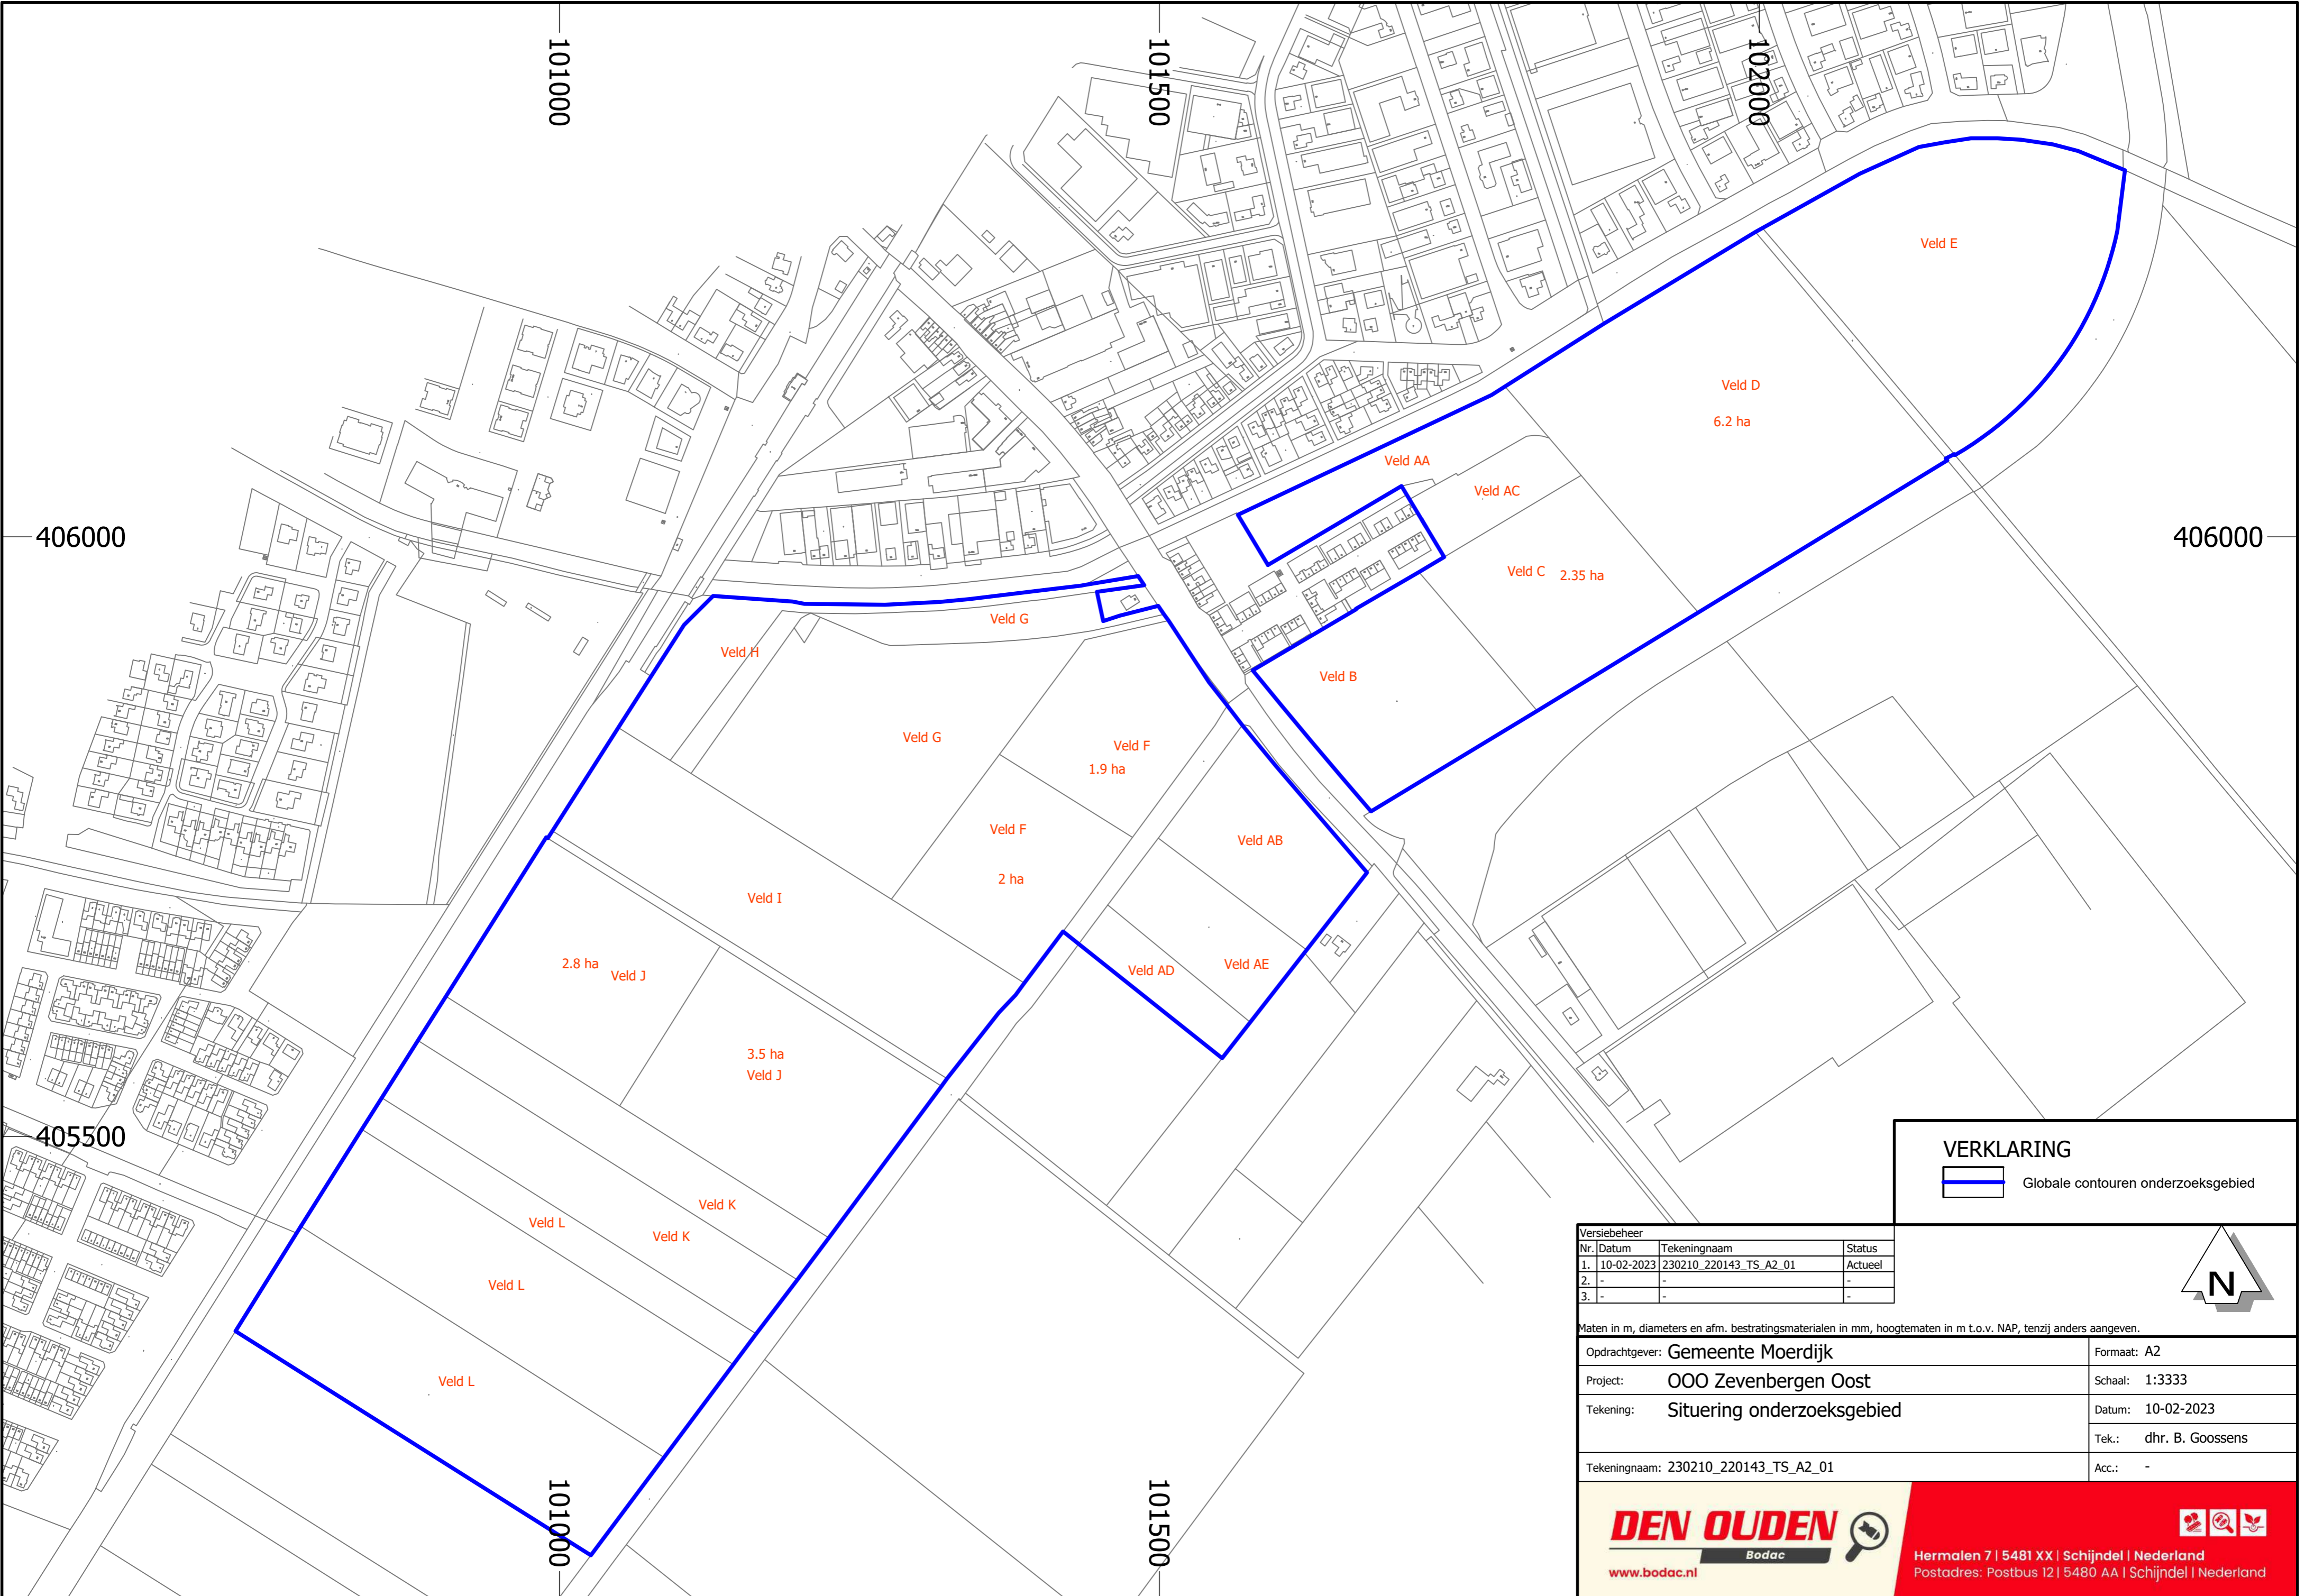 101000
101500
102000
Veld E
Veld D
6.2 ha
Veld AA
Veld AC
406000
406000
Veld C
2.35 ha
Veld G
Veld H
Veld B
Veld G
Veld F
1.9 ha
Veld F
Veld AB
2 ha
Veld I
2.8 ha
Veld J
Veld AD
Veld AE
3.5 ha
Veld J
405500
Veld K
Veld L
Veld K
Veld L
Veld L
101000
101500
VERKLARING
Globale contouren onderzoeksgebied
Versiebeheer
Nr. Datum Tekeningnaam Status
1. 10-02-2023 230210_220143_TS_A2_01 Actueel
2. - - -
3. - - -
N
Maten in m, diameters en afm. bestratingsmaterialen in mm, hoogtematen in m t.o.v. NAP, tenzij anders aangeven.
Opdrachtgever: Gemeente Moerdijk
Formaat: A2
Project: OOO Zevenbergen Oost
Schaal: 1:3333
Tekening: Situering onderzoeksgebied
Datum: 10-02-2023
Tek.: dhr. B. Goossens
Tekeningnaam: 230210_220143_TS_A2_01
Acc.: -
DEN OUDEN
Bodac
www.bodac.nl
Hermalen 7 | 5481 XX | Schijndel | Nederland
Postadres: Postbus 12 | 5480 AA | Schijndel | Nederland